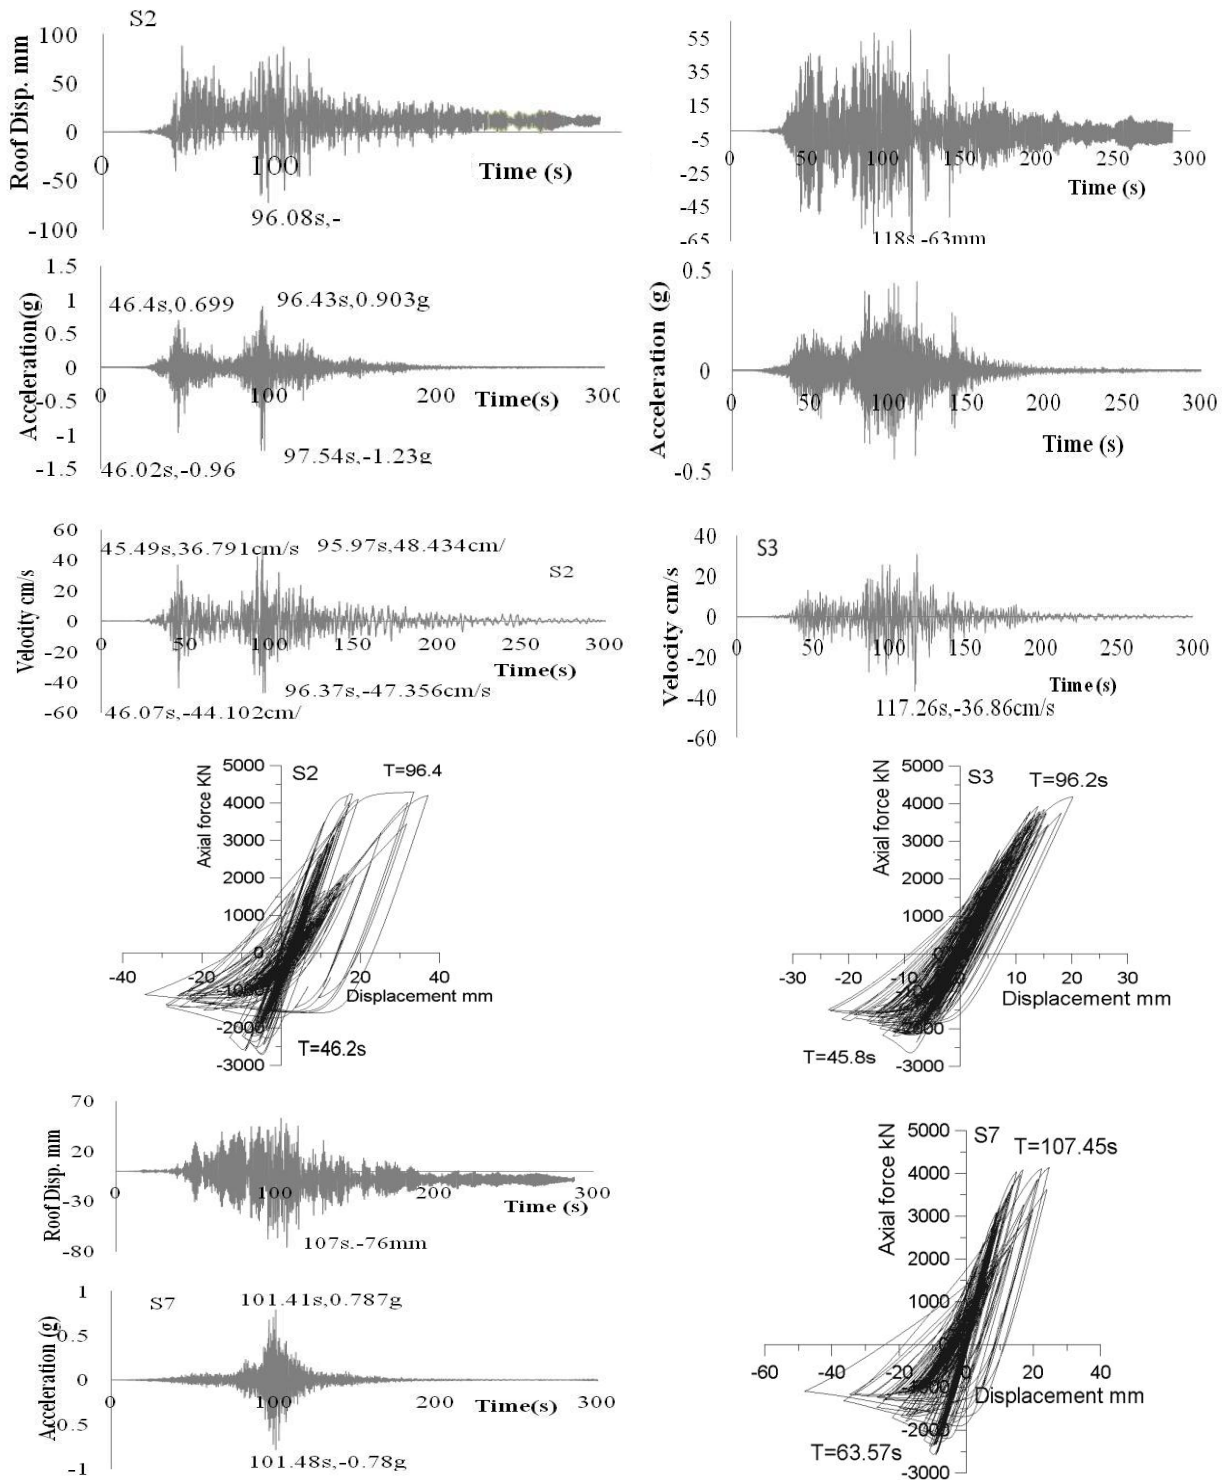 S2
Roof Disp. mm
100
50
0
-50
-100
0
100
Time (s)
96.08s,-
55
35
15
-5
-25
-45
-65
0
50
100
150
200
250
300
Time (s)
118s -63mm
Acceleration(g)
1.5
1
0.5
0
-0.5
-1
-1.5
46.4s,0.699
96.43s,0.903g
0
100
200
300
Time(s)
97.54s,-1.23g
46.02s,-0.96
Acceleration (g)
0.5
0
-0.5
0
50
100
150
200
250
300
Time (s)
Velocity cm/s
60
40
20
0
-20
-40
-60
45.49s,36.791cm/s
95.97s,48.434cm/
S2
0
50
100
150
200
250
300
Time(s)
96.37s,-47.356cm/s
46.07s,-44.102cm/
Velocity cm/s
40
20
0
-20
-40
-60
S3
0
50
100
150
200
250
300
Time (s)
117.26s,-36.86cm/s
Axial force KN
5000
4000
3000
2000
1000
0
-1000
-2000
-3000
S2
T=96.4
-40
-20
20
40
Displacement mm
T=46.2s
Axial force kN
5000
4000
3000
2000
1000
-2000
-3000
S3
T=96.2s
-30
-20
-10
10
20
30
Displacement mm
T=45.8s
Roof Disp. mm
70
20
-30
-80
0
100
200
300
Time (s)
107s.-76mm
Axial force kN
5000
4000
3000
2000
1000
0
-1000
-2000
-3000
S7
T=107.45s
-60
-40
-20
0
20
40
Displacement mm
T=63.57s
Acceleration (g)
1
0.5
0
-0.5
-1
S7
101.41s,0.787g
0
100
200
300
Time(s)
101.48s,-0.78g